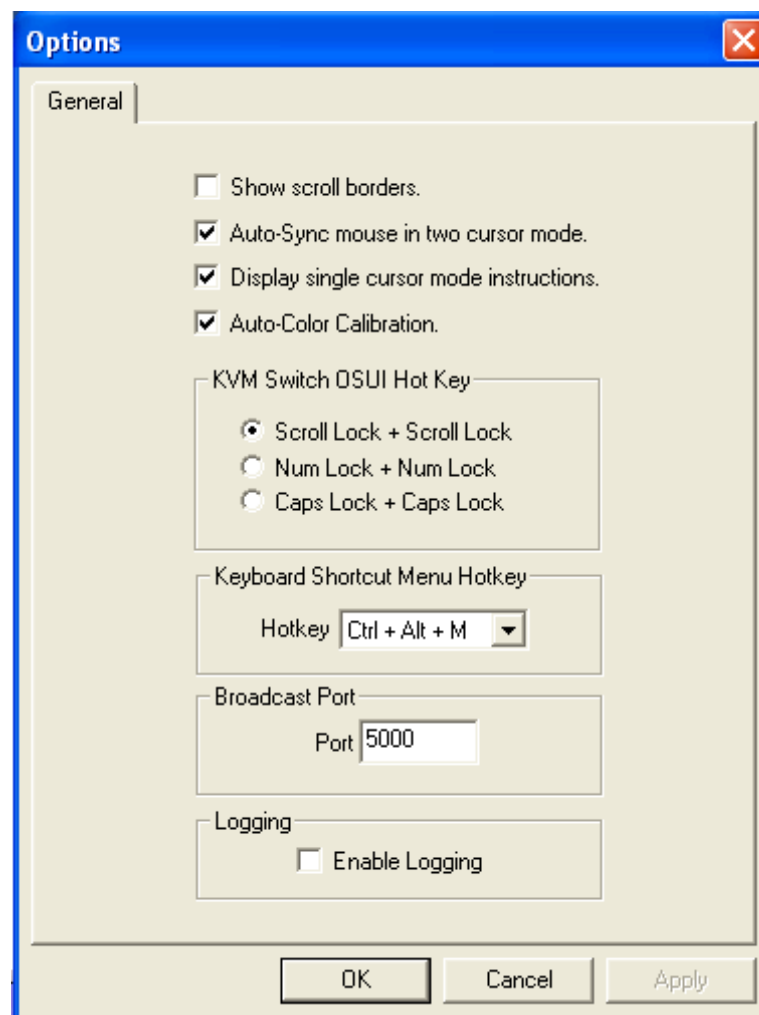 Options
General
Show scroll borders.
Auto-Sync mouse in two cursor mode.
Display single cursor mode instructions.
Auto-Color Calibration.
KVM Switch OSUI Hot Key
Scroll Lock + Scroll Lock
Num Lock + Num Lock
Caps Lock + Caps Lock
Keyboard Shortcut Menu Hotkey
Hotkey Ctrl + Alt + M
Broadcast Port
Port 5000
Logging
Enable Logging
OK Cancel Apply